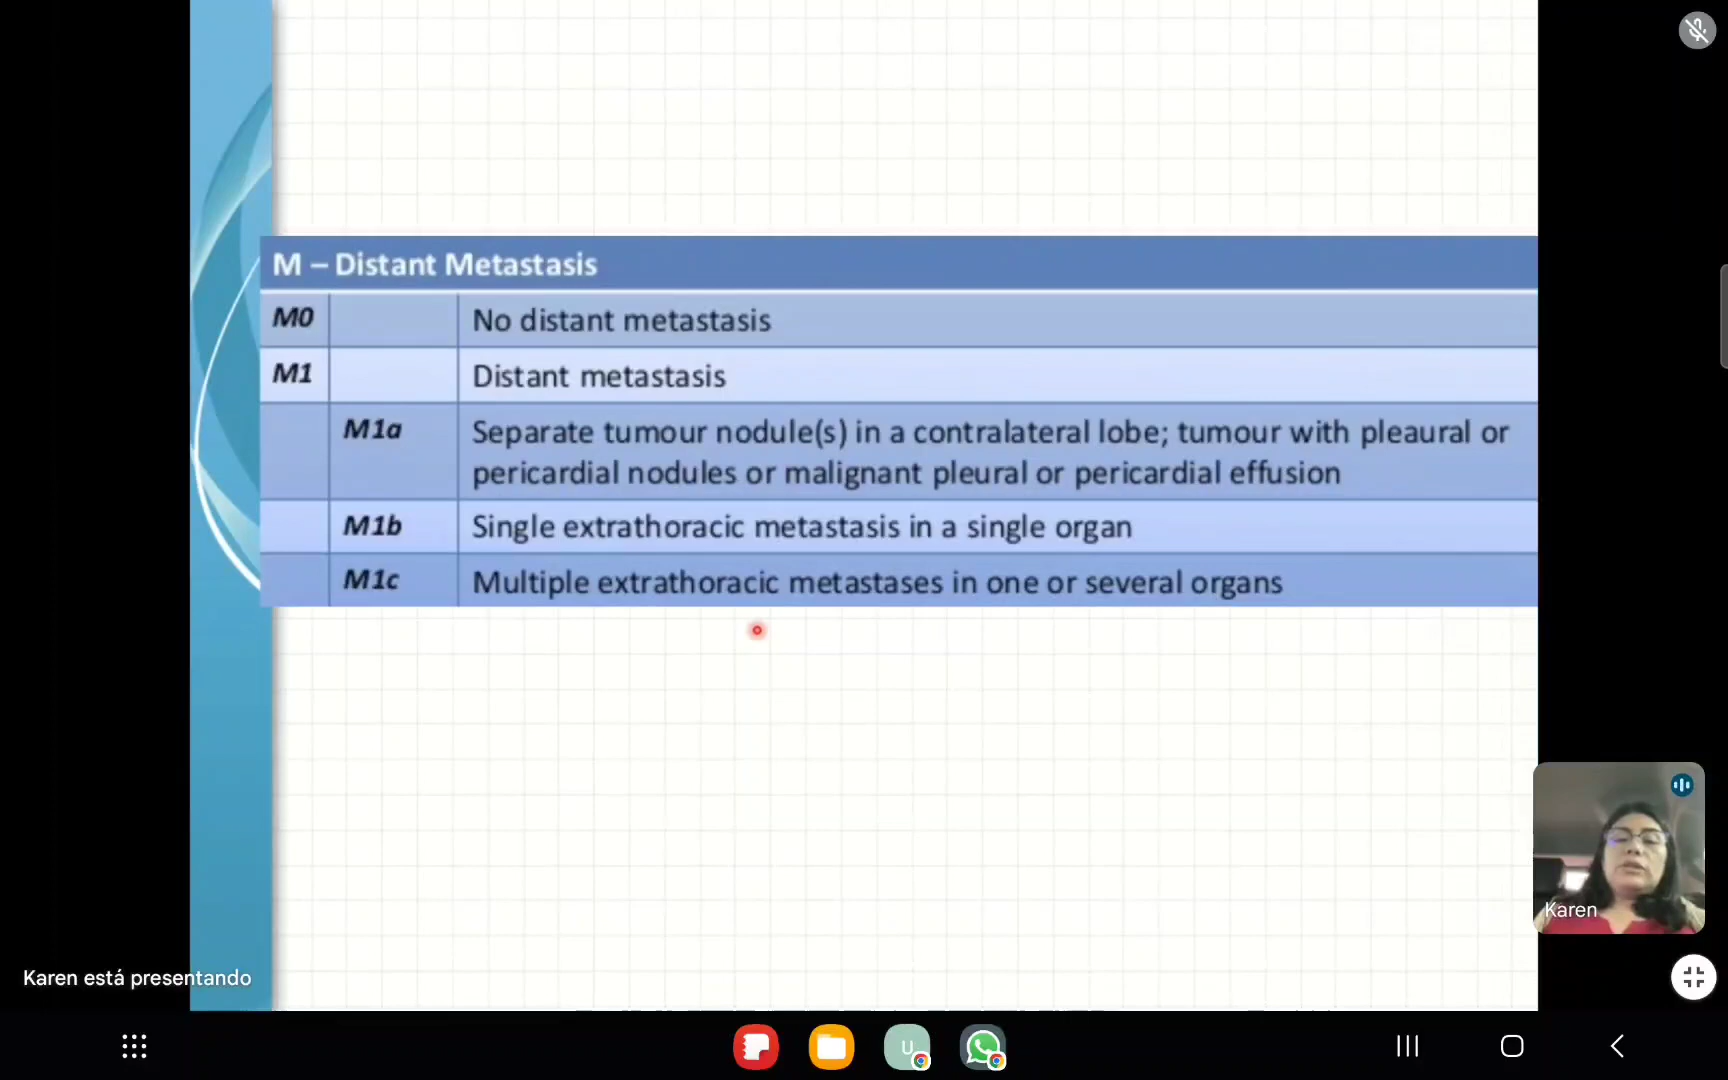 M – Distant Metastasis
M0 No distant metastasis
M1 Distant metastasis
M1a Separate tumour nodule(s) in a contralateral lobe; tumour with pleaural or
pericardial nodules or malignant pleural or pericardial effusion
M1b Single extrathoracic metastasis in a single organ
M1c Multiple extrathoracic metastases in one or several organs
Karen
Karen está presentando
U